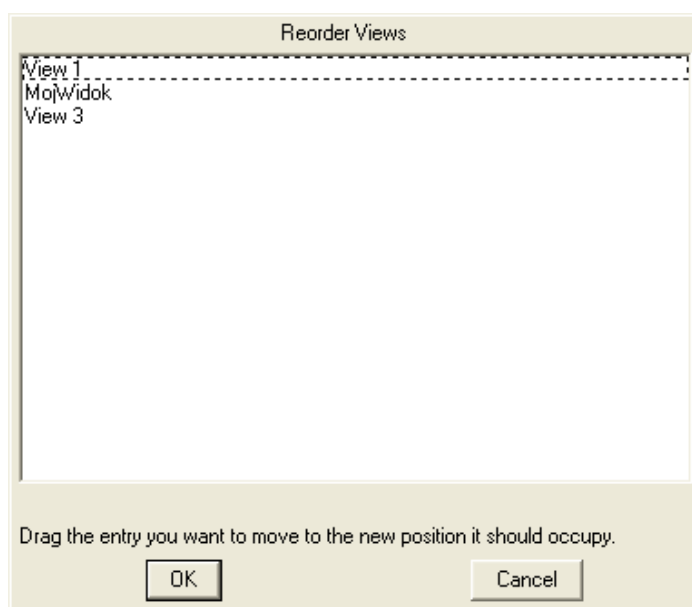 Reorder Views
View 1
MojWidok
View 3
Drag the entry you want to move to the new position it should occupy.
OK
Cancel